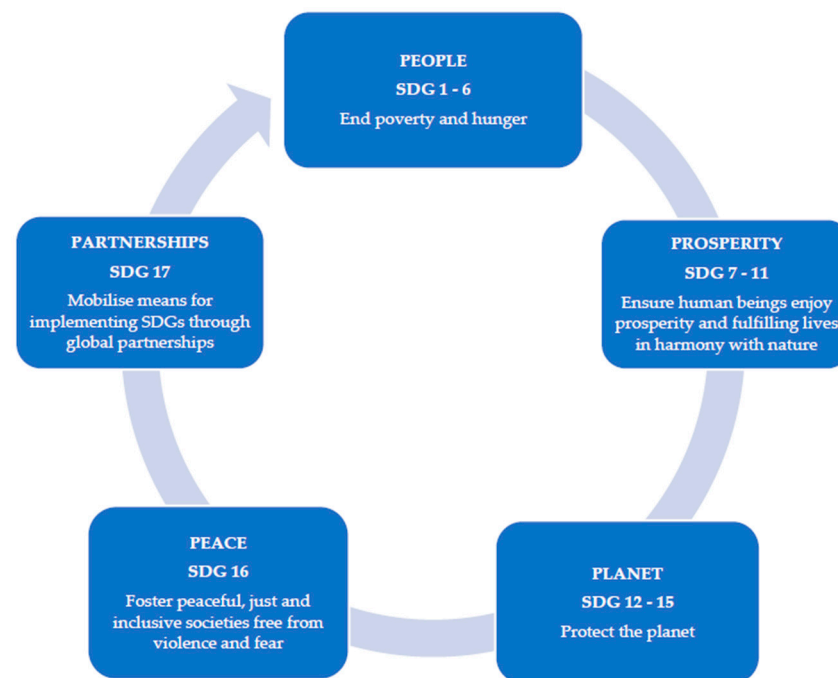 PEOPLE
SDG 1 - 6
End poverty and hunger
PROSPERITY
SDG 7 - 11
Ensure human beings enjoy
prosperity and fulfilling lives
in harmony with nature
PLANET
SDG 12 - 15
Protect the planet
PEACE
SDG 16
Foster peaceful, just and
inclusive societies free from
violence and fear
PARTNERSHIPS
SDG 17
Mobilise means for
implementing SDGs through
global partnerships